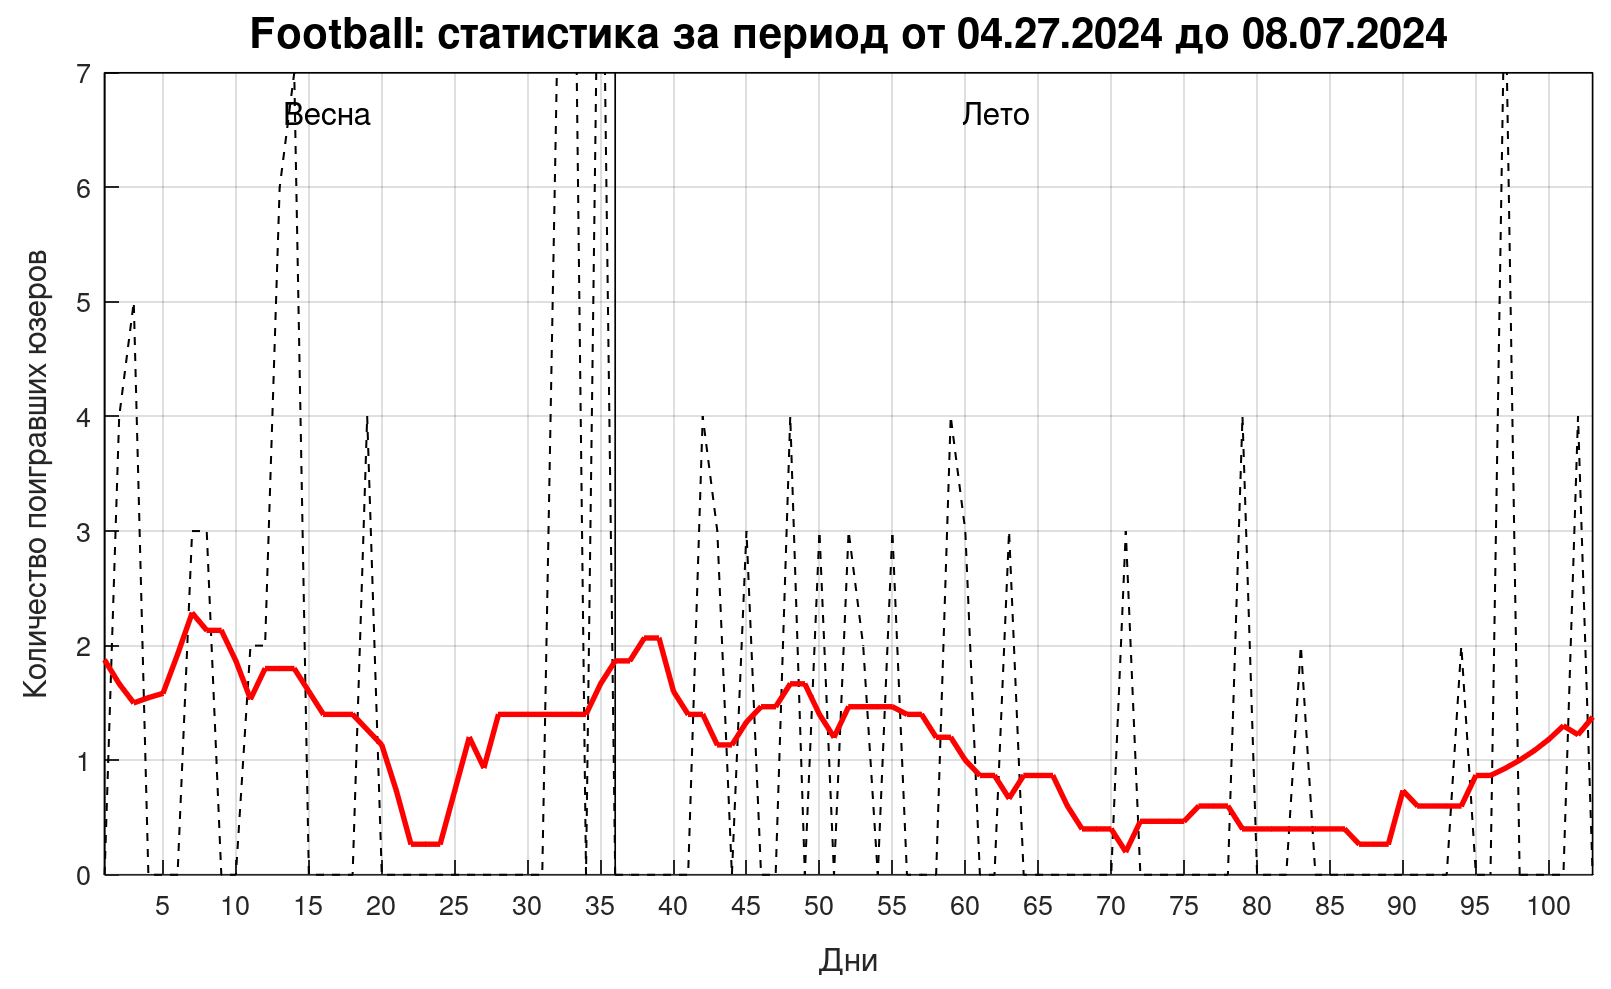 Football: статистика за период от 04.27.2024 до 08.07.2024
Весна
Лето
7
6
5
4
3
2
1
0
Количество поигравших юзеров
5 10 15 20 25 30 35 40 45 50 55 60 65 70 75 80 85 90 95 100
Дни